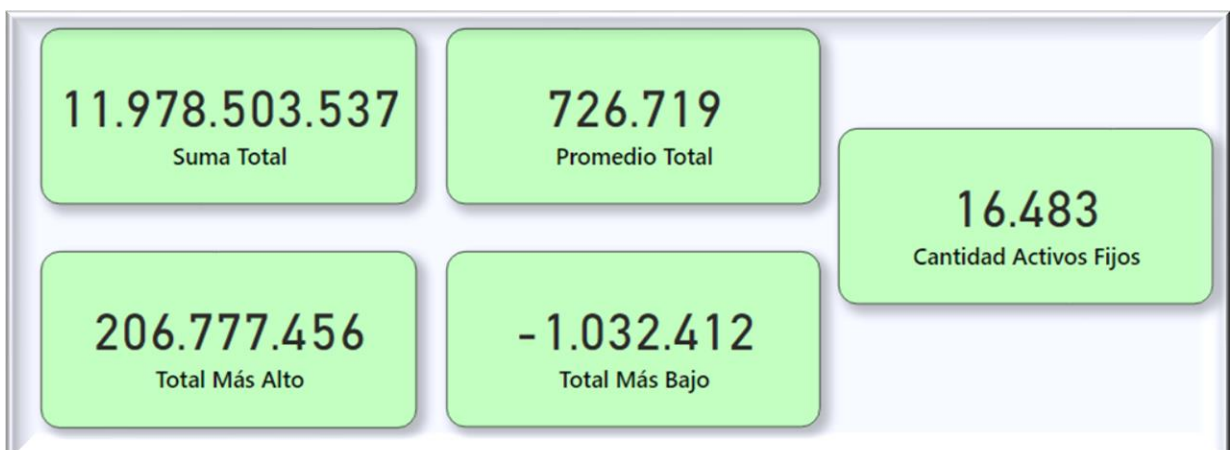 11.978.503.537
Suma Total
726.719
Promedio Total
16.483
Cantidad Activos Fijos
206.777.456
Total Más Alto
-1.032.412
Total Más Bajo